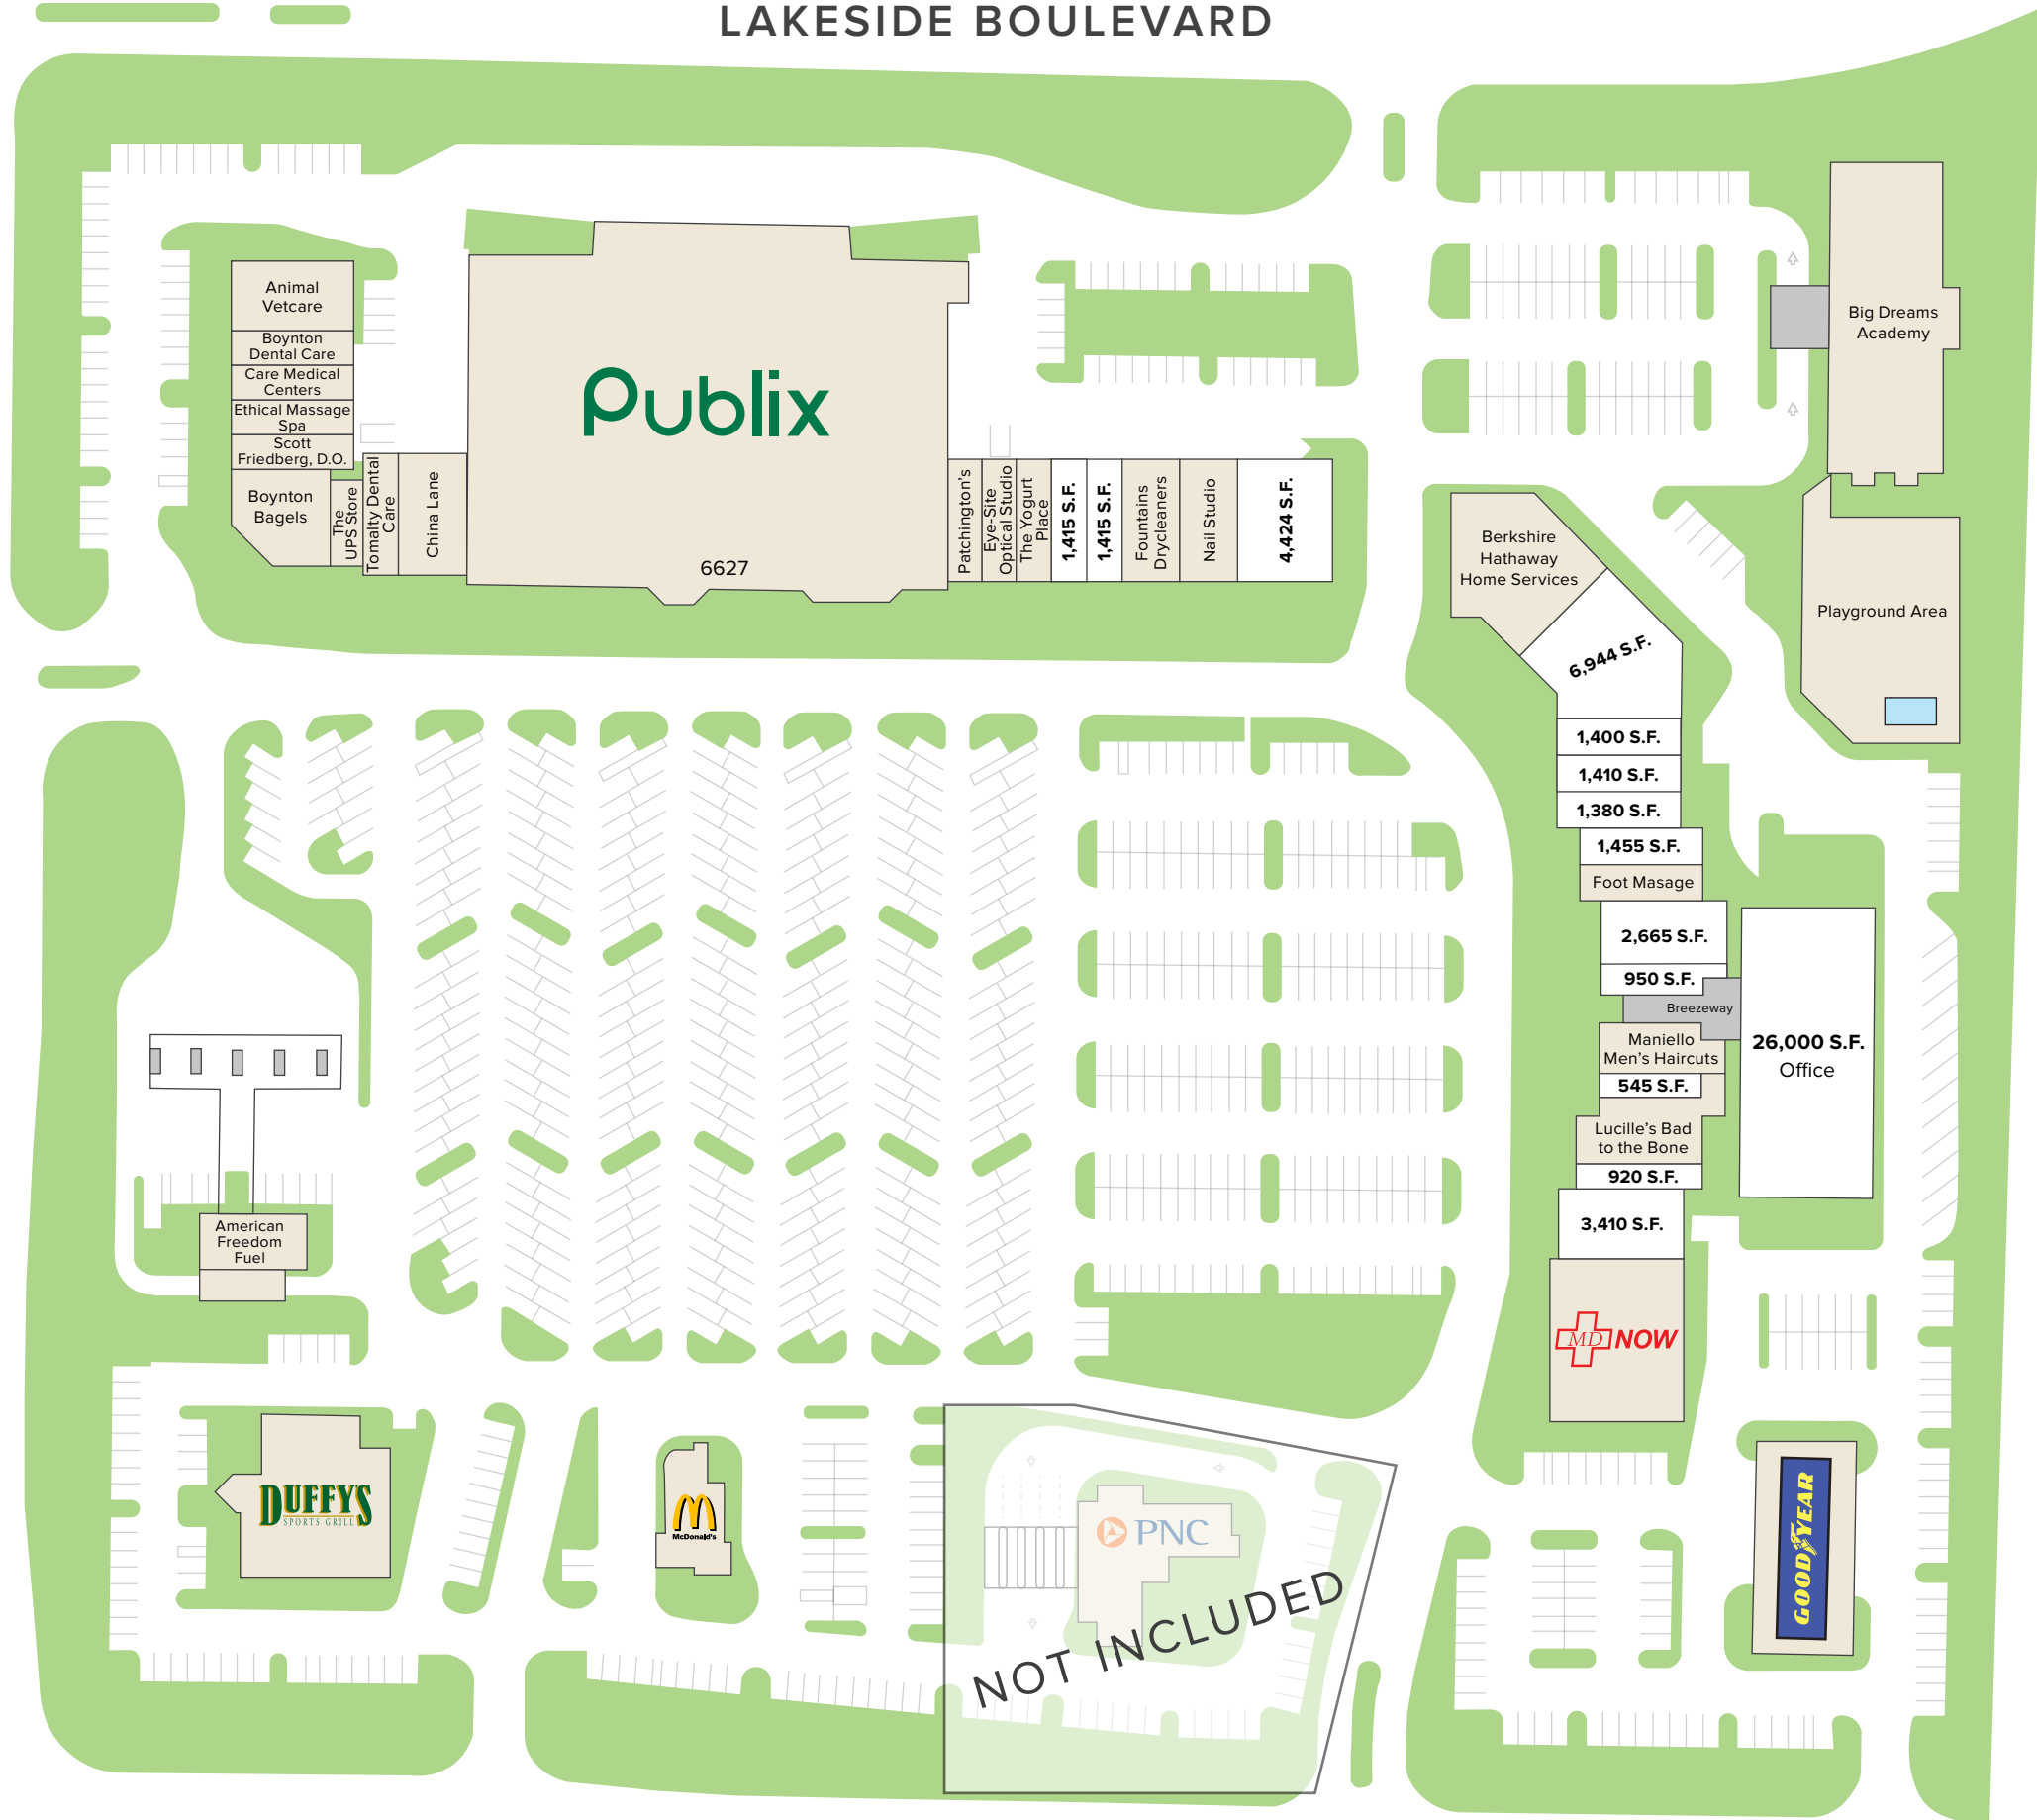 LAKESIDE BOULEVARD
Animal
Vetcare
Boynton
Dental Care
Care Medical
Centers
Ethical Massage
Spa
Scott
Friedberg, D.O.
Boynton
Bagels
The
UPS Store
Tomalty Dental
Care
China Lane
Publix
6627
Patchington's
Eye-Site
Optical Studio
The Yogurt
Place
1,415 S.F.
1,415 S.F.
Fountains
Drycleaners
Nail Studio
4,424 S.F.
Big Dreams
Academy
Playground Area
Berkshire
Hathaway
Home Services
6,944 S.F.
1,400 S.F.
1,410 S.F.
1,380 S.F.
1,455 S.F.
Foot Masage
2,665 S.F.
950 S.F.
Breezeway
Maniello
Men's Haircuts
545 S.F.
Lucille's Bad
to the Bone
920 S.F.
3,410 S.F.
26,000 S.F.
Office
MD NOW
American
Freedom
Fuel
DUFFY'S
SPORTS GRILL
McDonald's
PNC
NOT INCLUDED
GOODYEAR